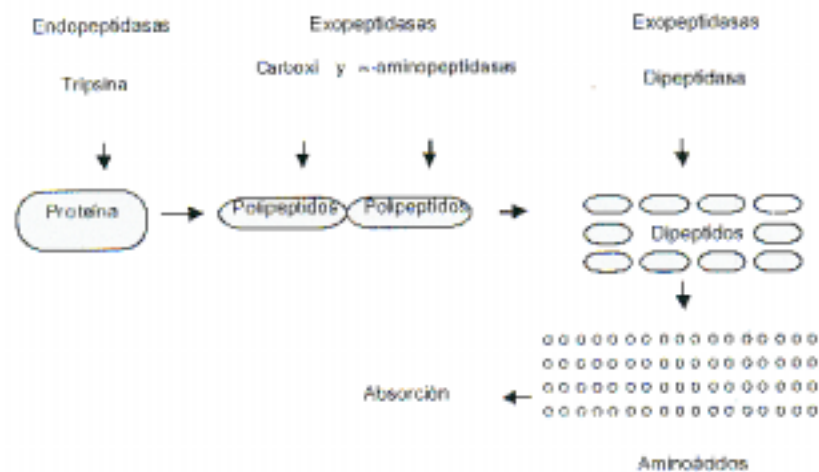 Endopeptidasas
Exopeptidasas
Exopeptidasas
Tripsina
Carboxi y ∞-aminopeptidasas
Dipeptidasa
Proteína
Polipeptidos
Polipeptidos
Dipeptidos
Absorción
Aminoácidos